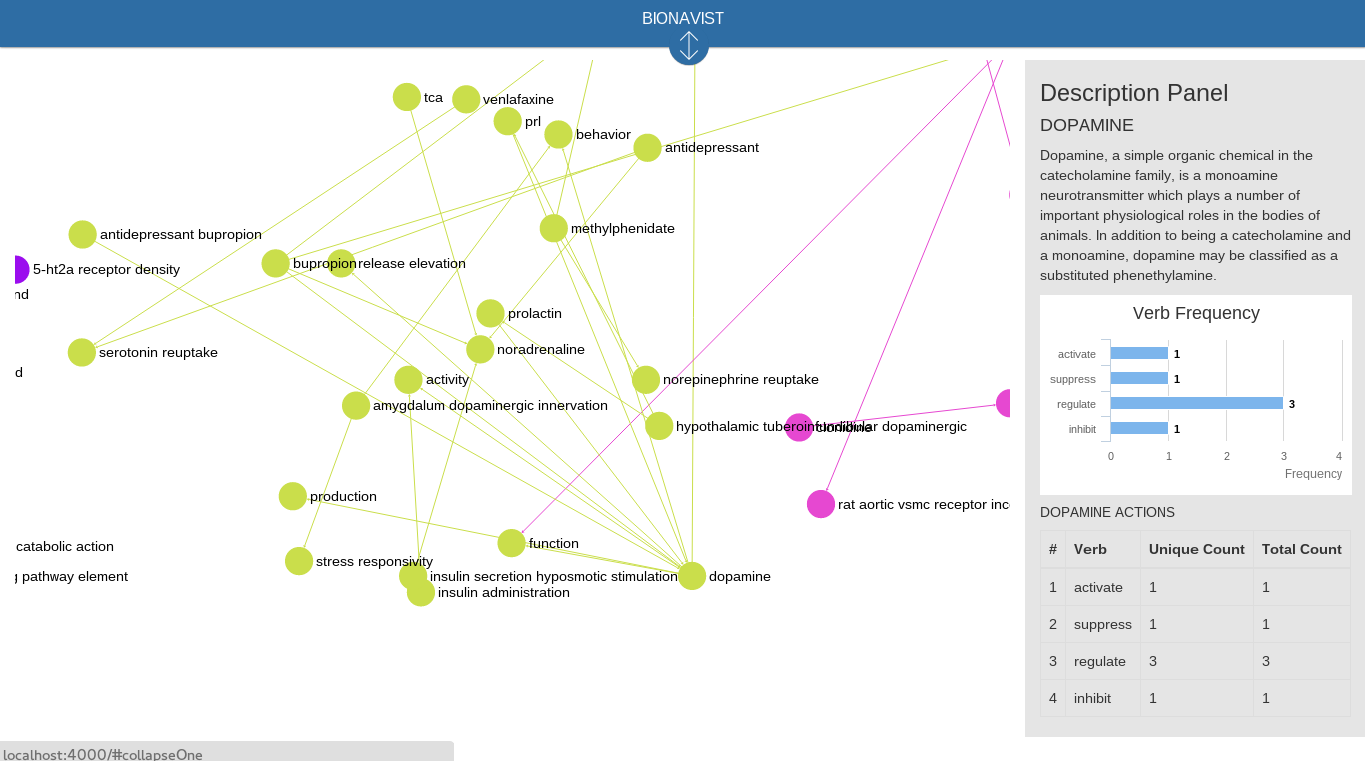 BIONAVIST
tca
venlafaxine
prl
behavior
antidepressant
methylphenidate
antidepressant bupropion
bupropion
release elevation
5-ht2a receptor density
nd
prolactin
noradrenaline
serotonin reuptake
d
activity
norepinephrine reuptake
amygdalum dopaminergic innervation
hypothalamic tuberoinfundibular dopaminergic
clonidine
production
rat aortic vsmc receptor inc
function
catabolic action
stress responsivity
g pathway element
insulin secretion hyposmotic stimulation
dopamine
insulin administration
localhost:4000/#collapseOne
Description Panel
DOPAMINE
Dopamine, a simple organic chemical in the
catecholamine family, is a monoamine
neurotransmitter which plays a number of
important physiological roles in the bodies of
animals. In addition to being a catecholamine and
a monoamine, dopamine may be classified as a
substituted phenethylamine.
Verb Frequency
activate 1
suppress 1
regulate 3
inhibit 1
0 1 2 3 4
Frequency
DOPAMINE ACTIONS
# Verb Unique Count Total Count
1 activate 1 1
2 suppress 1 1
3 regulate 3 3
4 inhibit 1 1